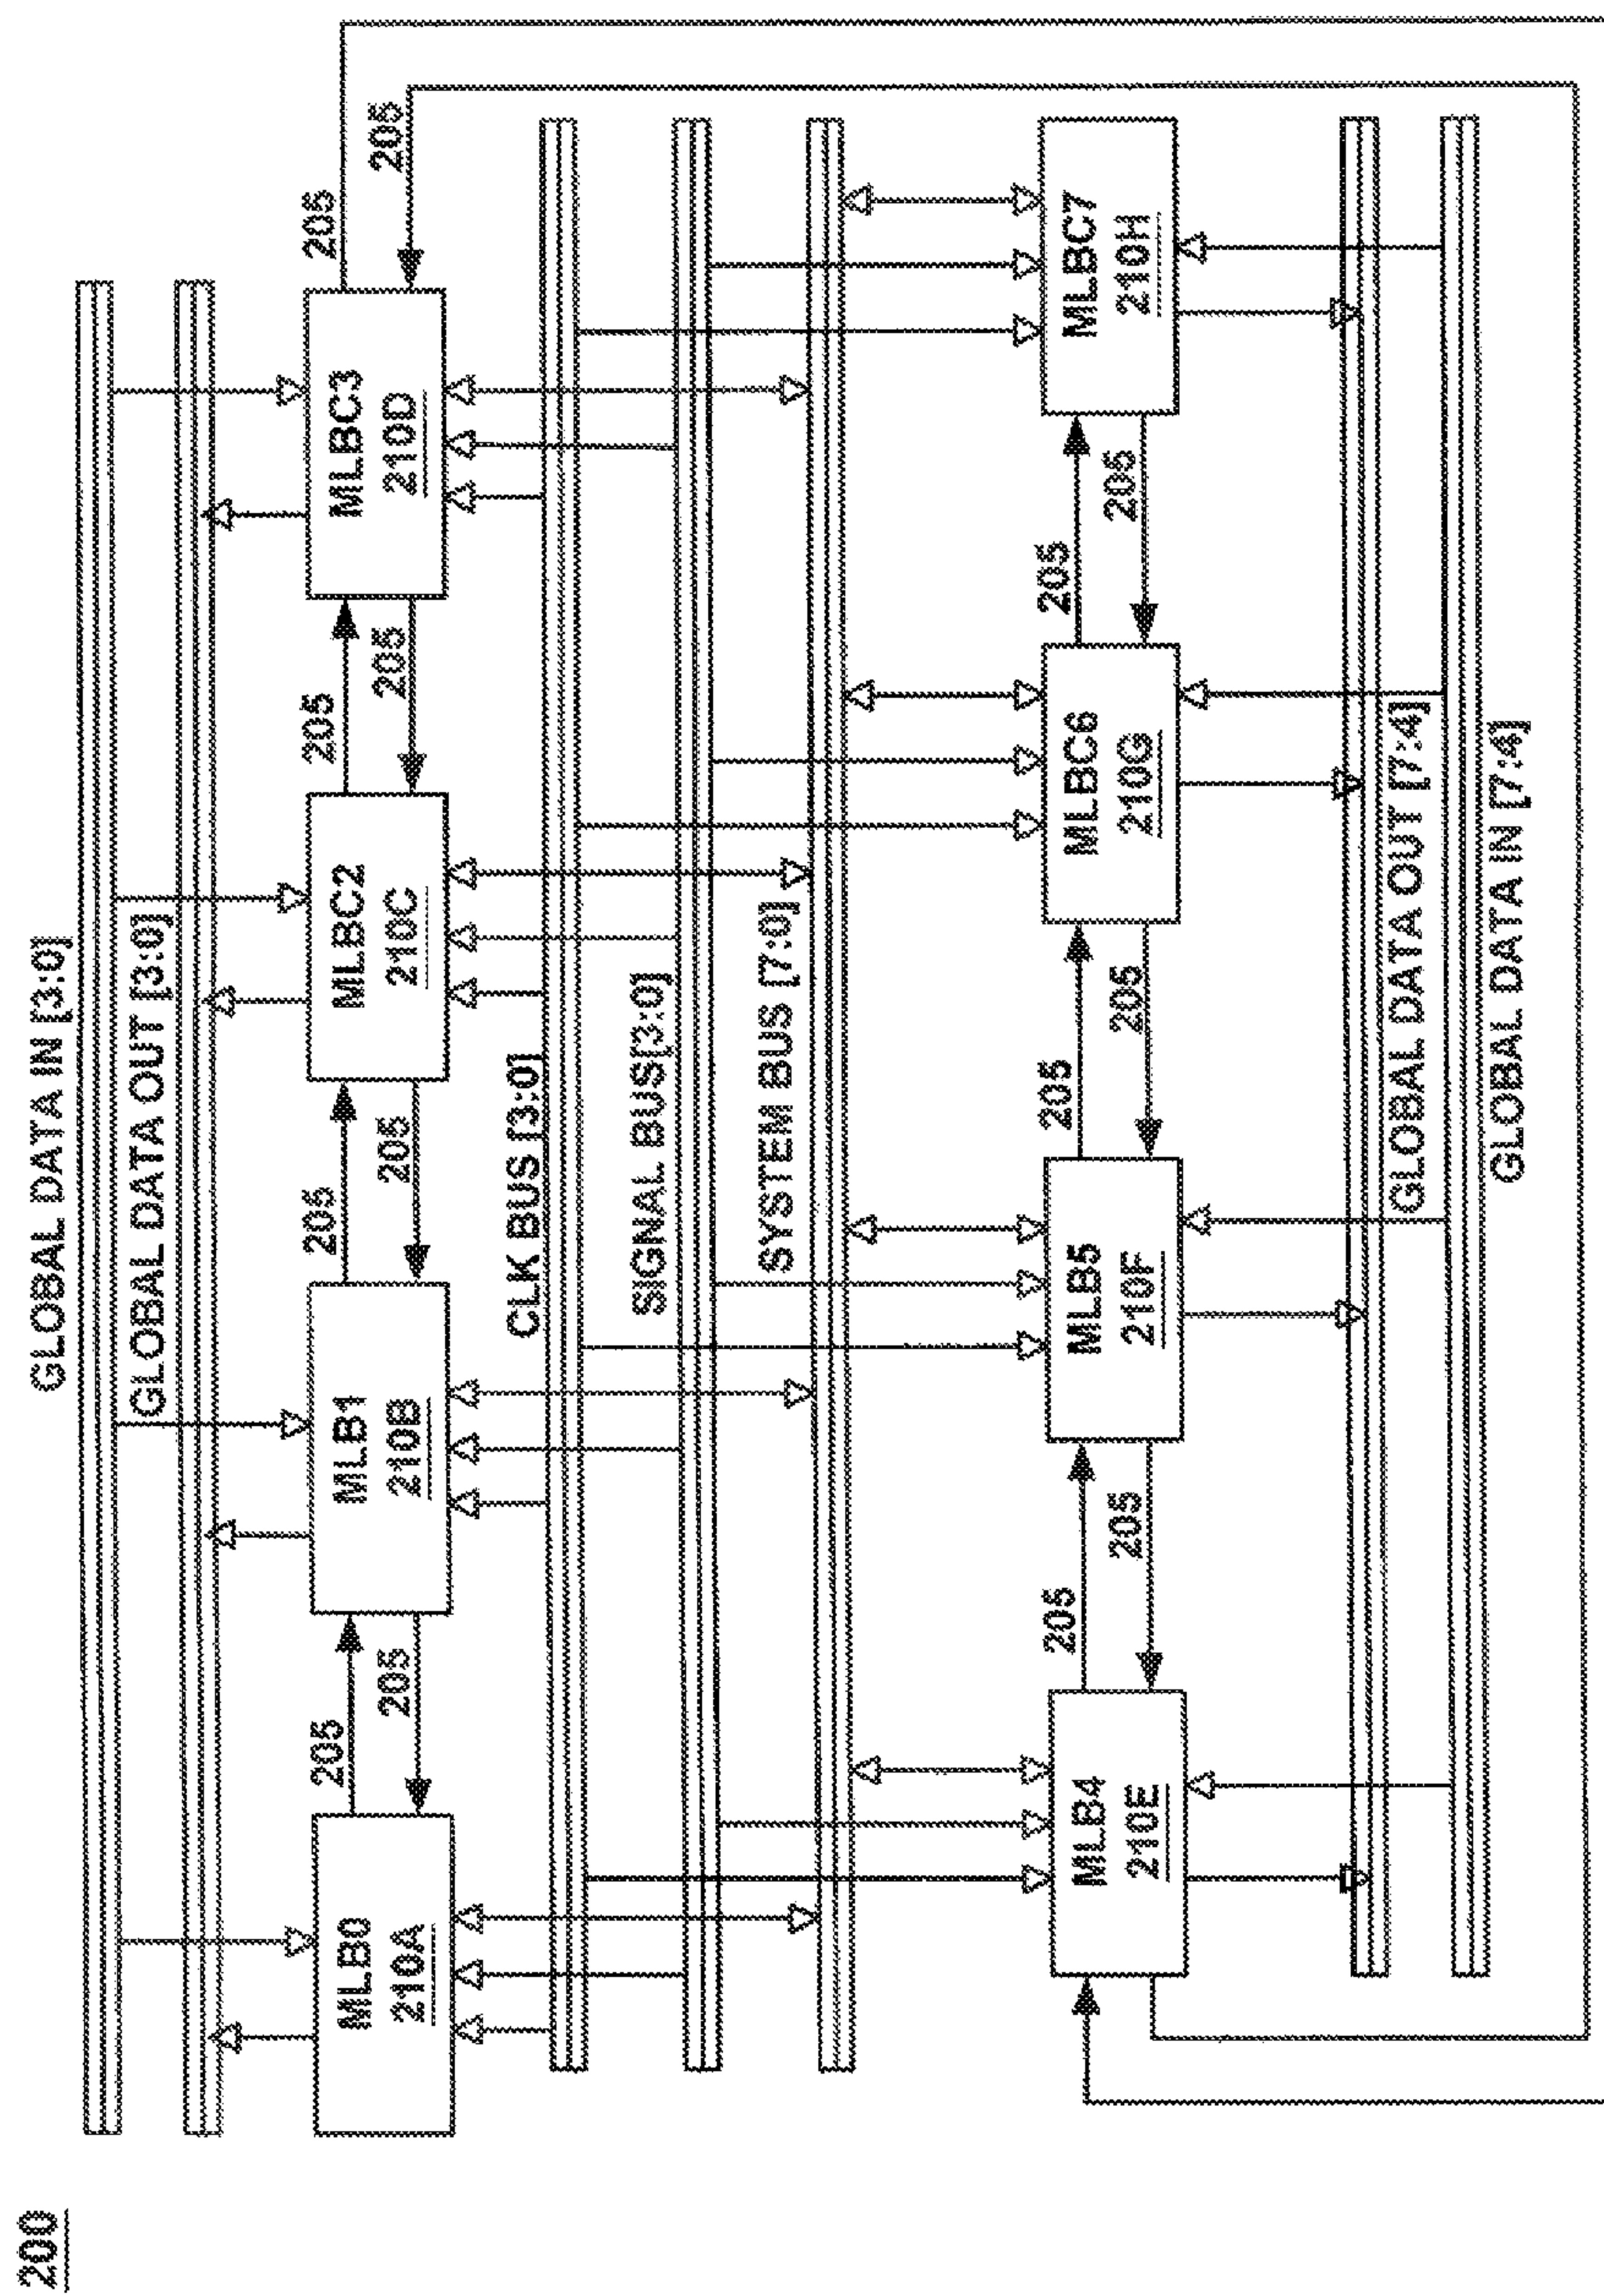 200
GLOBAL DATA IN [3:0]
GLOBAL DATA OUT [3:0]
205
205
205
205
205
205
205
205
MLB0
210A
MLB1
210B
MLBC2
210C
MLBC3
210D
CLK BUS [3:0]
SIGNAL BUS[3:0]
SYSTEM BUS [7:0]
205
205
205
205
205
205
MLB4
210E
MLB5
210F
MLBC6
210G
MLBC7
210H
GLOBAL DATA OUT [7:4]
GLOBAL DATA IN [7:4]